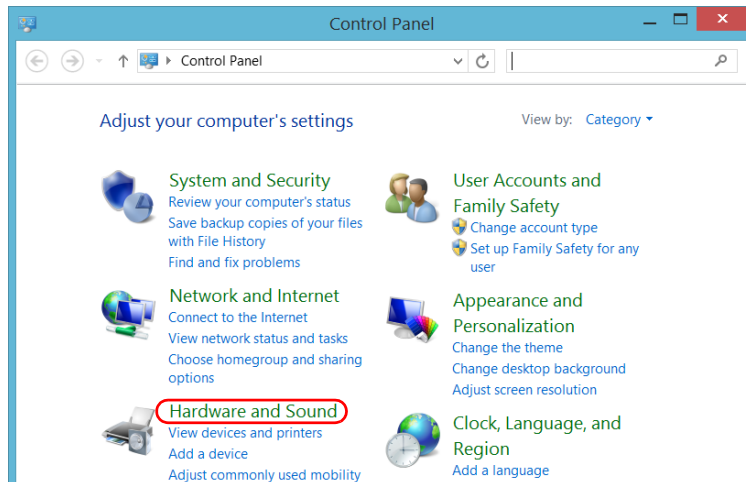 Control Panel
Control Panel
Adjust your computer's settings
View by: Category
System and Security
Review your computer's status
Save backup copies of your files
with File History
Find and fix problems
Network and Internet
Connect to the Internet
View network status and tasks
Choose homegroup and sharing
options
Hardware and Sound
View devices and printers
Add a device
Adjust commonly used mobility
User Accounts and
Family Safety
Change account type
Set up Family Safety for any
user
Appearance and
Personalization
Change the theme
Change desktop background
Adjust screen resolution
Clock, Language, and
Region
Add a language